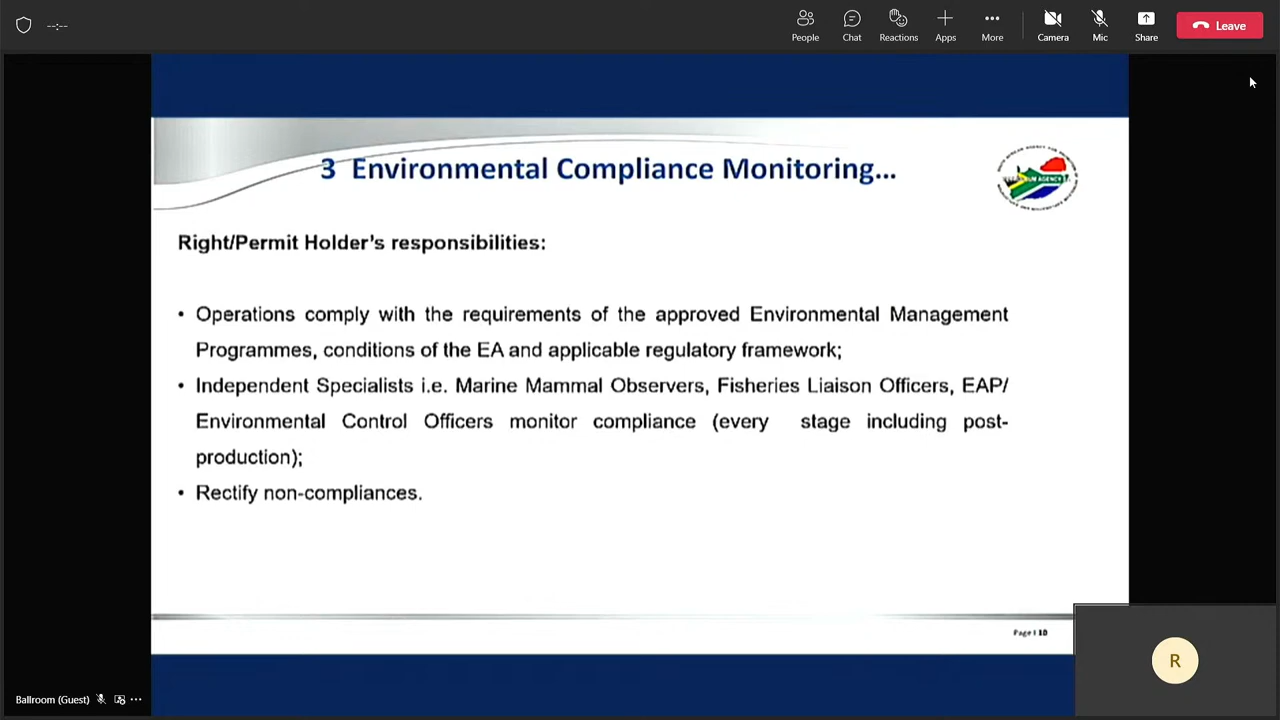 --:--
People
Chat
Reactions
Apps
More
Camera
Mic
Share
Leave
3 Environmental Compliance Monitoring...
Right/Permit Holder's responsibilities:
• Operations comply with the requirements of the approved Environmental Management
Programmes, conditions of the EA and applicable regulatory framework;
• Independent Specialists i.e. Marine Mammal Observers, Fisheries Liaison Officers, EAP/
Environmental Control Officers monitor compliance (every stage including post-
production);
• Rectify non-compliances.
Page | 10
R
Ballroom (Guest)